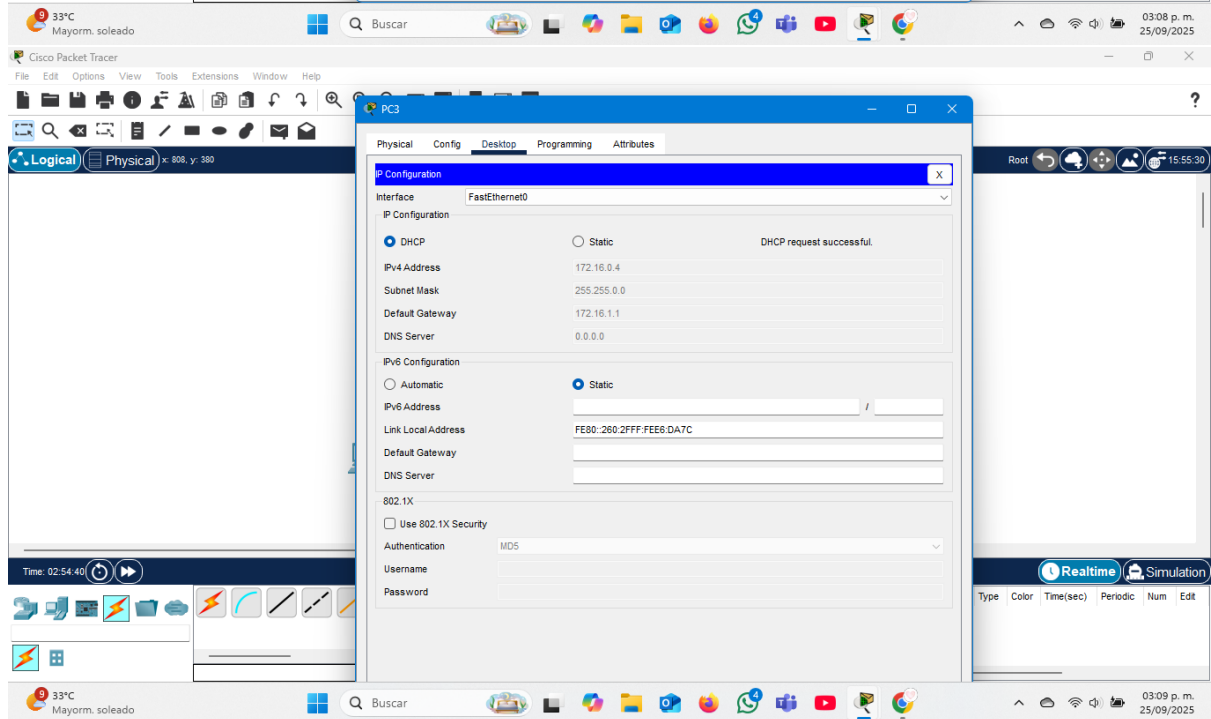 9 33°C 03:08 p. m.
Mayorm. soleado Buscar 4 25/09/2025
Cisco Packet Tracer
File Edit Options View Tools Extensions Window Help
?
PC3
Physical Config Desktop Programming Attributes
Logical Physical x: 808, y: 380 Root 15:55:30
IP Configuration X
Interface FastEthernet0
IP Configuration
DHCP Static DHCP request successful.
IPv4 Address 172.16.0.4
Subnet Mask 255.255.0.0
Default Gateway 172.16.1.1
DNS Server 0.0.0.0
IPv6 Configuration
Automatic Static
IPv6 Address /
Link Local Address FE80::260:2FFF:FEE6:DA7C
Default Gateway
DNS Server
802.1X
Use 802.1X Security
Authentication MD5
Username
Password
Time: 02:54:40 Realtime Simulation
Type Color Time(sec) Periodic Num Edit
9 33°C 03:09 p. m.
Mayorm. soleado Buscar 4 25/09/2025